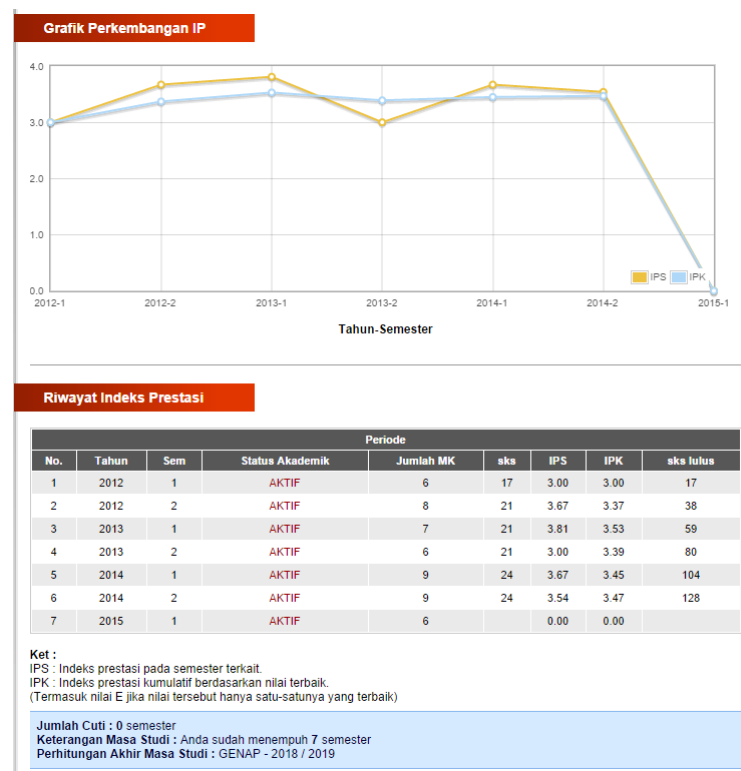 Grafik Perkembangan IP
4.0
3.0
2.0
1.0
0.0
IPS IPK
2012-1 2012-2 2013-1 2013-2 2014-1 2014-2 2015-1
Tahun-Semester
Riwayat Indeks Prestasi
Periode
No. Tahun Sem Status Akademik Jumlah MK sks IPS IPK sks lulus
1 2012 1 AKTIF 6 17 3.00 3.00 17
2 2012 2 AKTIF 8 21 3.67 3.37 38
3 2013 1 AKTIF 7 21 3.81 3.53 59
4 2013 2 AKTIF 6 21 3.00 3.39 80
5 2014 1 AKTIF 9 24 3.67 3.45 104
6 2014 2 AKTIF 9 24 3.54 3.47 128
7 2015 1 AKTIF 6 0.00 0.00
Ket :
IPS : Indeks prestasi pada semester terkait.
IPK : Indeks prestasi kumulatif berdasarkan nilai terbaik.
(Termasuk nilai E jika nilai tersebut hanya satu-satunya yang terbaik)
Jumlah Cuti : 0 semester
Keterangan Masa Studi : Anda sudah menempuh 7 semester
Perhitungan Akhir Masa Studi : GENAP - 2018 / 2019